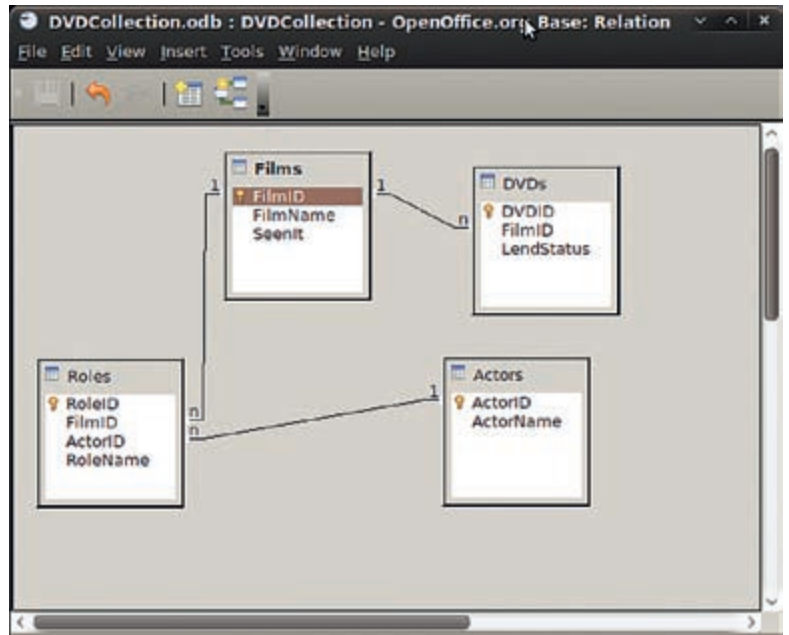 DVDCollection.odb : DVDCollection - OpenOffice.org Base: Relation
File Edit View Insert Tools Window Help
Films
FilmID
FilmName
SeenIt
1
1
DVDs
DVDID
FilmID
LendStatus
n
Roles
RoleID
FilmID
ActorID
RoleName
n
n
Actors
ActorID
ActorName
1